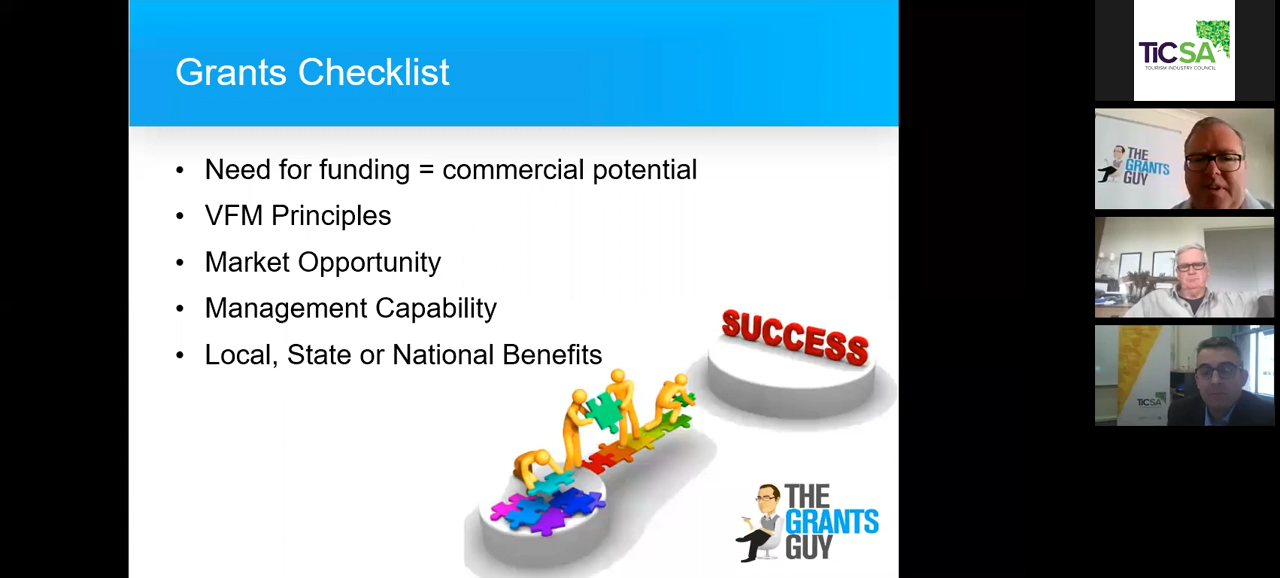 Grants Checklist
• Need for funding = commercial potential
• VFM Principles
• Market Opportunity
• Management Capability
• Local, State or National Benefits
SUCCESS
THE
GRANTS
GUY
TiCSA
TOURISM INDUSTRY COUNCIL
THE
GRANTS
GUY
TiCSA